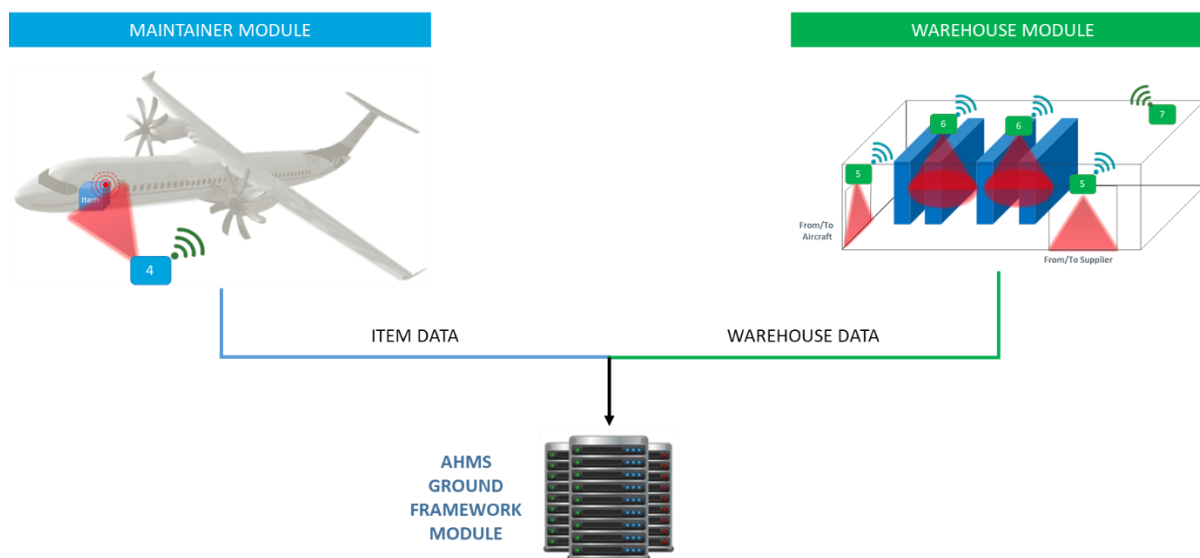 MAINTAINER MODULE
WAREHOUSE MODULE
Item
4
5
6
6
7
5
From/To
Aircraft
From/To Supplier
ITEM DATA
WAREHOUSE DATA
AHMS
GROUND
FRAMEWORK
MODULE